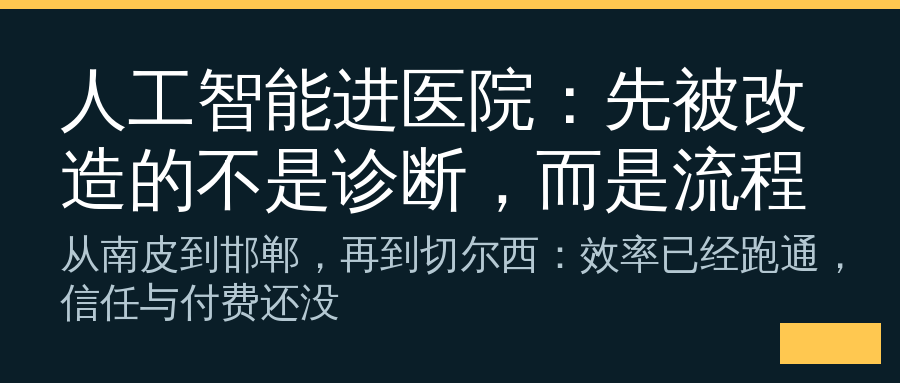 人工智能进医院：先被改
造的不是诊断，而是流程
从南皮到邯郸，再到切尔西：效率已经跑通，
信任与付费还没